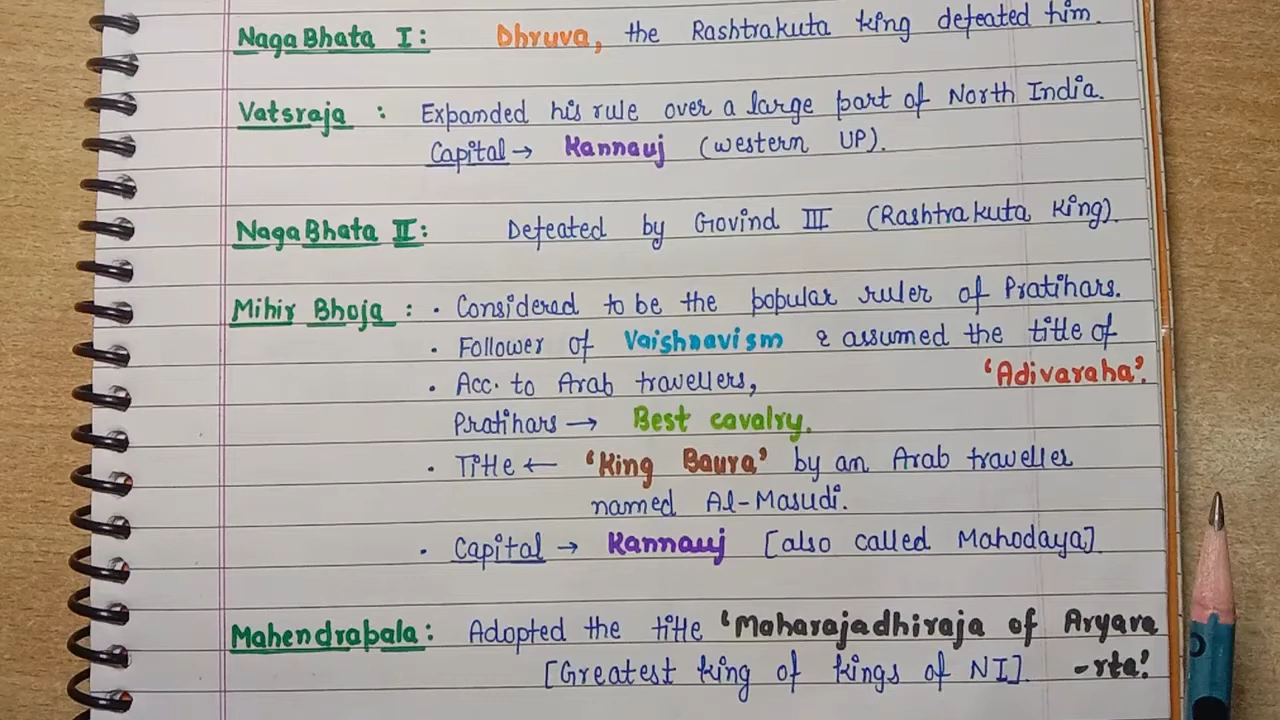 NagaBhata I: Dhruva, the Rashtrakuta king defeated him.
Vatsraja : Expanded his rule over a large part of North India.
Capital → Kannauj (western UP).
NagaBhata II: Defeated by Govind III (Rashtrakuta King).
Mihir Bhoja : • Considered to be the popular ruler of Pratihars.
• Follower of Vaishnavism & assumed the title of
'Adivaraha'.
• Acc. to Arab travellers,
Pratihars → Best cavalry.
• Title ← 'King Baura' by an Arab traveller
named Al-Masudi.
• Capital → Kannauj [also called Mahodaya]
Mahendrapala: Adopted the title 'Maharajadhiraja of Aryava
[Greatest king of kings of NI]. -rta'.